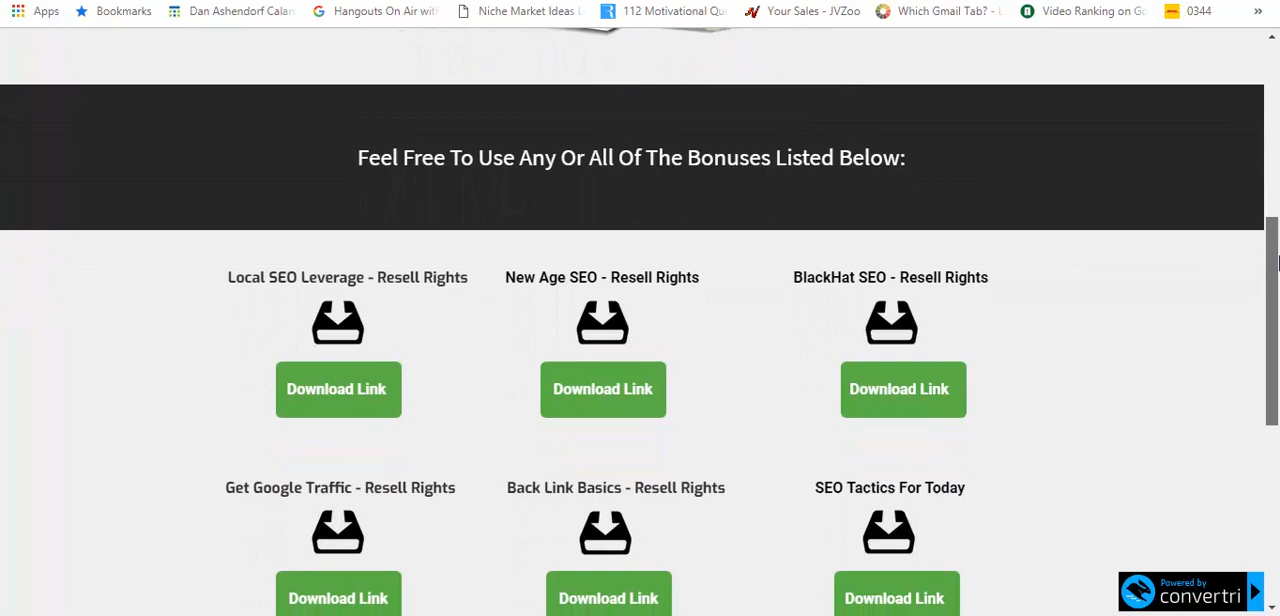 Apps Bookmarks Dan Ashendorf Calan Hangouts On Air with Niche Market Ideas 112 Motivational Qu Your Sales - JVZoo Which Gmail Tab? - Video Ranking on Go 0344 »
Feel Free To Use Any Or All Of The Bonuses Listed Below:
Local SEO Leverage - Resell Rights New Age SEO - Resell Rights BlackHat SEO - Resell Rights
Download Link Download Link Download Link
Get Google Traffic - Resell Rights Back Link Basics - Resell Rights SEO Tactics For Today
Download Link Download Link Download Link
Powered by
convertri